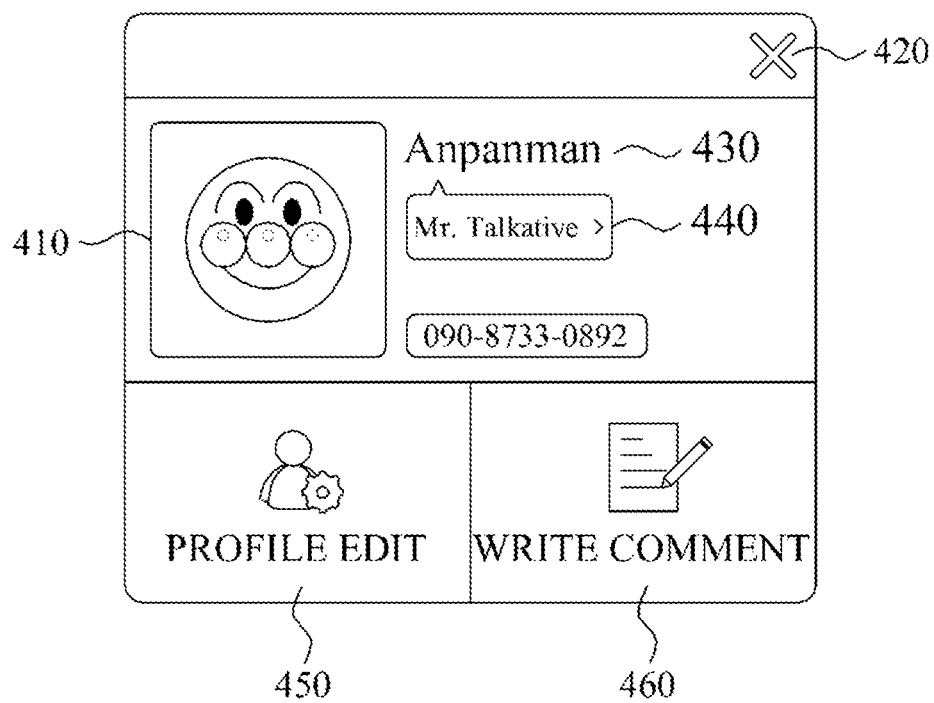 420
Anpanman 430
410
Mr. Talkative > 440
090-8733-0892
PROFILE EDIT
WRITE COMMENT
450
460